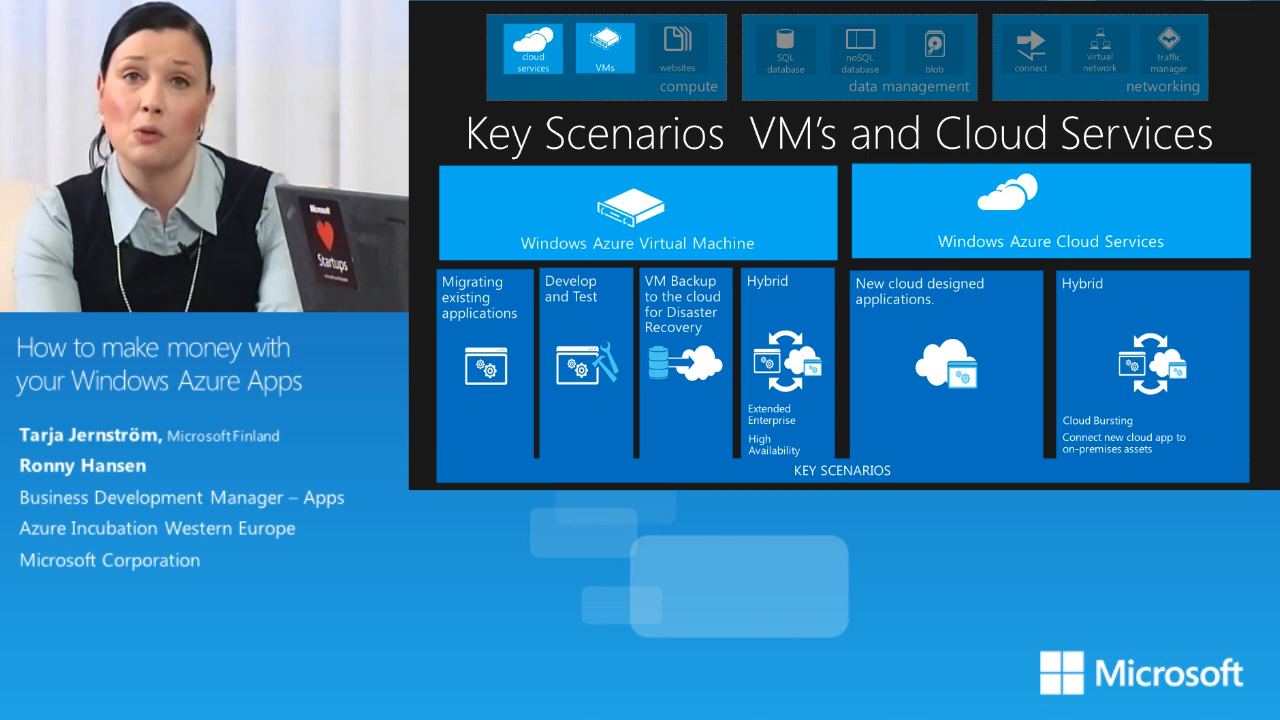 Microsoft
Startups
How to make money with
your Windows Azure Apps
Tarja Jernström, Microsoft Finland
Ronny Hansen
Business Development Manager – Apps
Azure Incubation Western Europe
Microsoft Corporation
cloud
services
VMs
websites
compute
SQL
database
noSQL
database
blob
data management
connect
virtual
network
traffic
manager
networking
Key Scenarios VM's and Cloud Services
Windows Azure Virtual Machine
Windows Azure Cloud Services
Migrating
existing
applications
Develop
and Test
VM Backup
to the cloud
for Disaster
Recovery
Hybrid
Extended
Enterprise
High
Availability
New cloud designed
applications.
Hybrid
Cloud Bursting
Connect new cloud app to
on-premises assets
KEY SCENARIOS
Microsoft